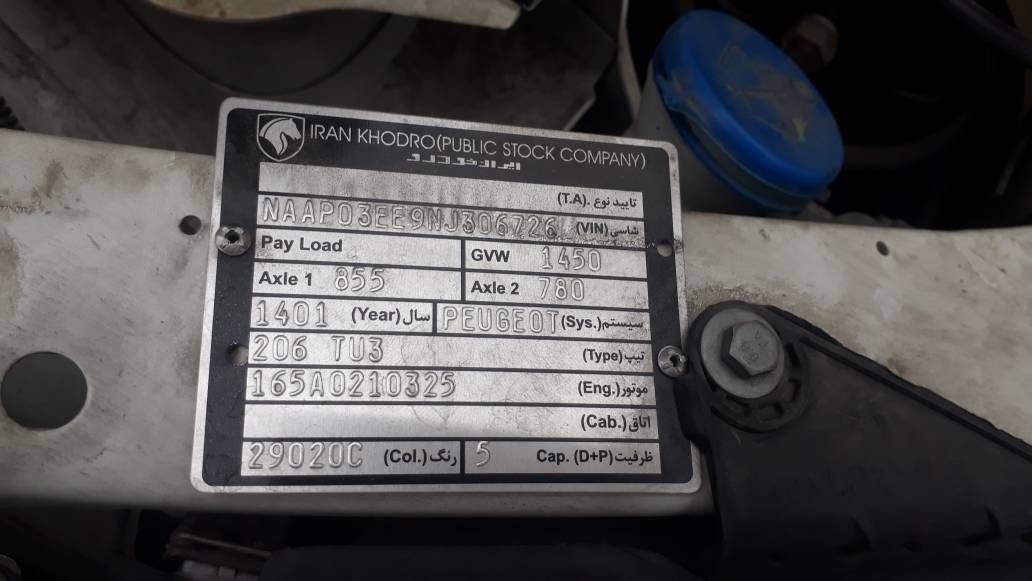 IRAN KHODRO(PUBLIC STOCK COMPANY)
ایران خودرو
تایید نوع .(T.A)
NAAP03EE9NJ306726 شاسی (VIN)
Pay Load GVW 1450
Axle 1 855 Axle 2 780
1401 سال (Year) PEUGEOT سیستم(Sys.)
206 TU3 تیپ (Type)
165A0210325 موتور (Eng.)
اتاق (Cab.)
29020C رنگ (Col.) 5 ظرفیت Cap. (D+P)